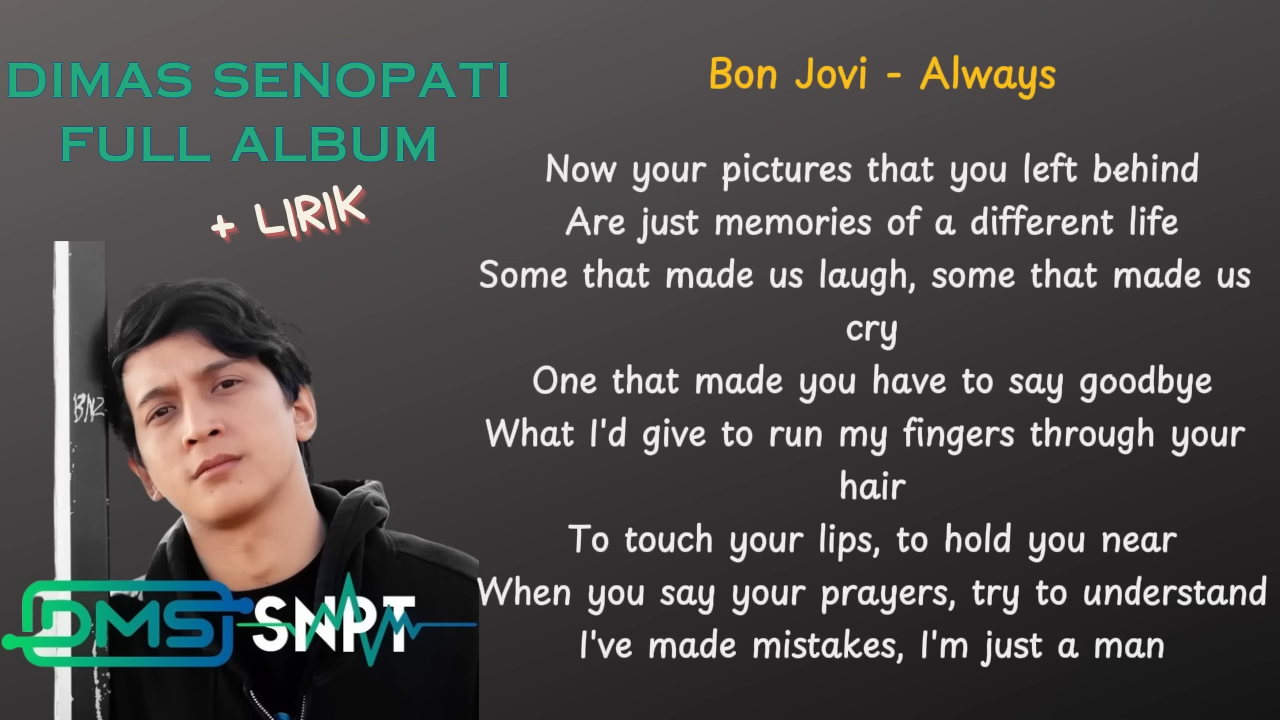 DIMAS SENOPATI
FULL ALBUM
+ LIRIK
Bon Jovi - Always
Now your pictures that you left behind
Are just memories of a different life
Some that made us laugh, some that made us
cry
One that made you have to say goodbye
What I'd give to run my fingers through your
hair
To touch your lips, to hold you near
When you say your prayers, try to understand
I've made mistakes, I'm just a man
DMS SNPT